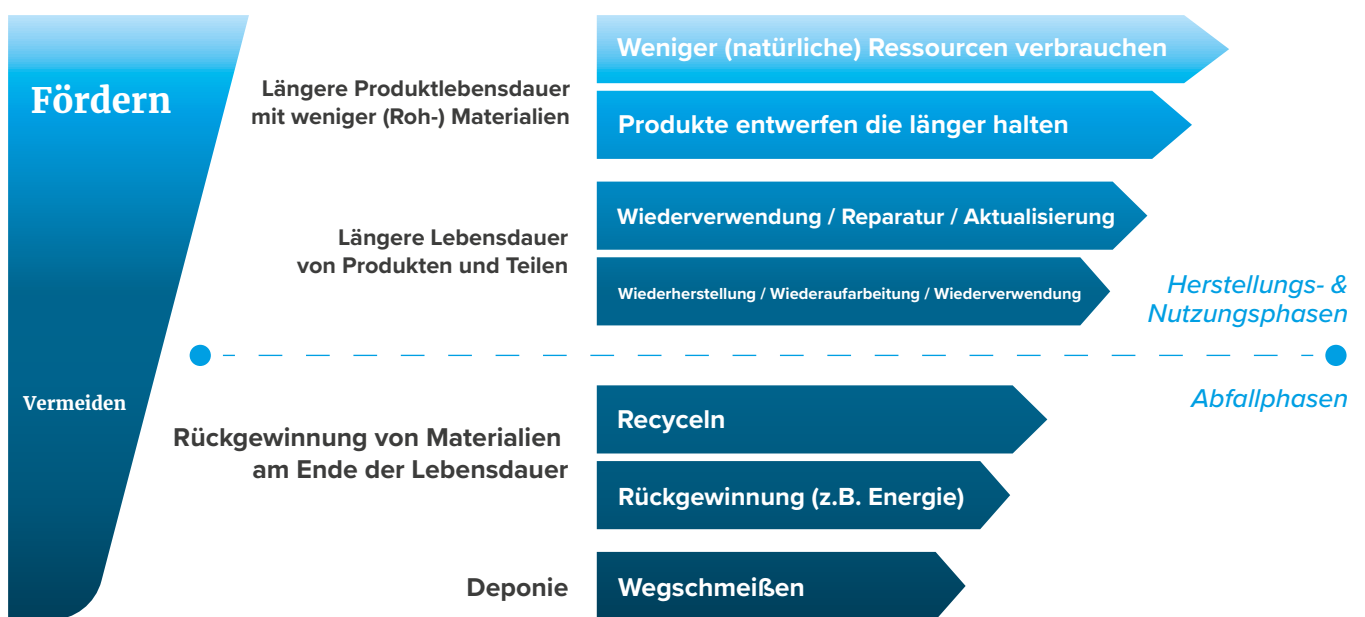 Fördern
Längere Produktlebensdauer
mit weniger (Roh-) Materialien
Weniger (natürliche) Ressourcen verbrauchen
Produkte entwerfen die länger halten
Längere Lebensdauer
von Produkten und Teilen
Wiederverwendung / Reparatur / Aktualisierung
Wiederherstellung / Wiederaufarbeitung / Wiederverwendung
Herstellungs- &
Nutzungsphasen
Vermeiden
Abfallphasen
Rückgewinnung von Materialien
am Ende der Lebensdauer
Recyceln
Rückgewinnung (z.B. Energie)
Deponie
Wegschmeißen